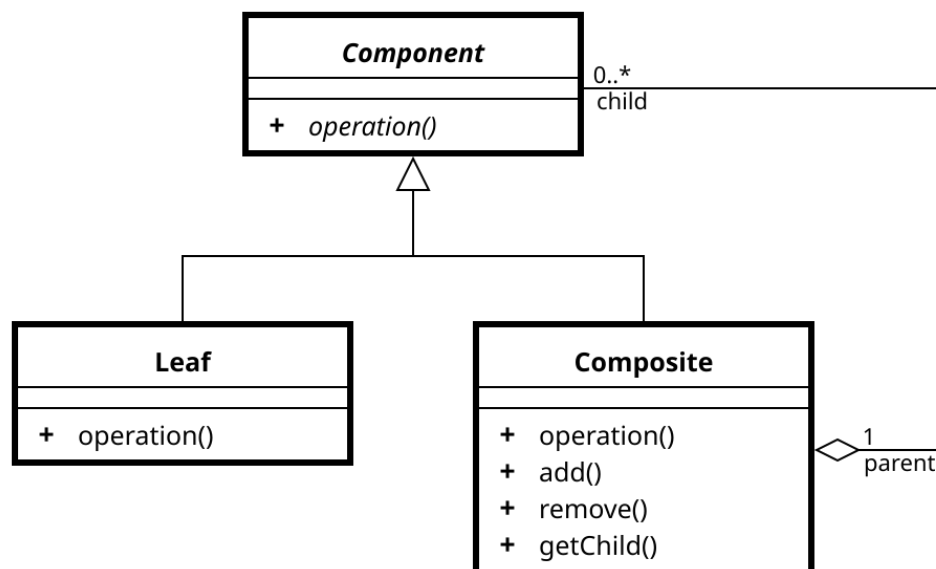 Component
+ operation()
0..*
child
Leaf
+ operation()
Composite
+ operation()
+ add()
+ remove()
+ getChild()
1
parent